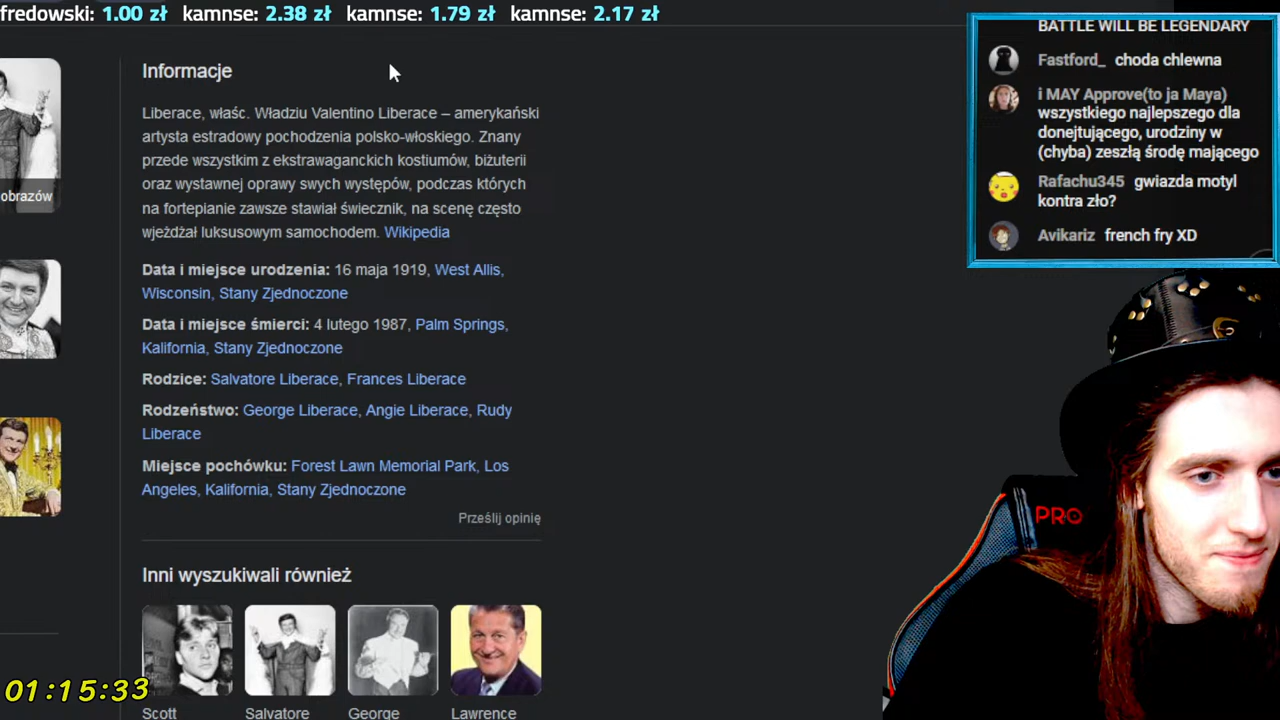 fredowski: 1.00 zł kamnse: 2.38 zł kamnse: 1.79 zł kamnse: 2.17 zł
Informacje
Liberace, właśc. Władziu Valentino Liberace – amerykański
artysta estradowy pochodzenia polsko-włoskiego. Znany
przede wszystkim z ekstrawaganckich kostiumów, biżuterii
oraz wystawnej oprawy swych występów, podczas których
na fortepianie zawsze stawiał świecznik, na scenę często
wjeżdżał luksusowym samochodem. Wikipedia
obrazów
Data i miejsce urodzenia: 16 maja 1919, West Allis,
Wisconsin, Stany Zjednoczone
Data i miejsce śmierci: 4 lutego 1987, Palm Springs,
Kalifornia, Stany Zjednoczone
Rodzice: Salvatore Liberace, Frances Liberace
Rodzeństwo: George Liberace, Angie Liberace, Rudy
Liberace
Miejsce pochówku: Forest Lawn Memorial Park, Los
Angeles, Kalifornia, Stany Zjednoczone
Prześlij opinię
Inni wyszukiwali również
Scott Salvatore George Lawrence
01:15:33
BATTLE WILL BE LEGENDARY
Fastford_ choda chlewna
i MAY Approve(to ja Maya)
wszystkiego najlepszego dla
donejtującego, urodziny w
(chyba) zeszłą środę mającego
Rafachu345 gwiazda motyl
kontra zło?
Avikariz french fry XD
PRO